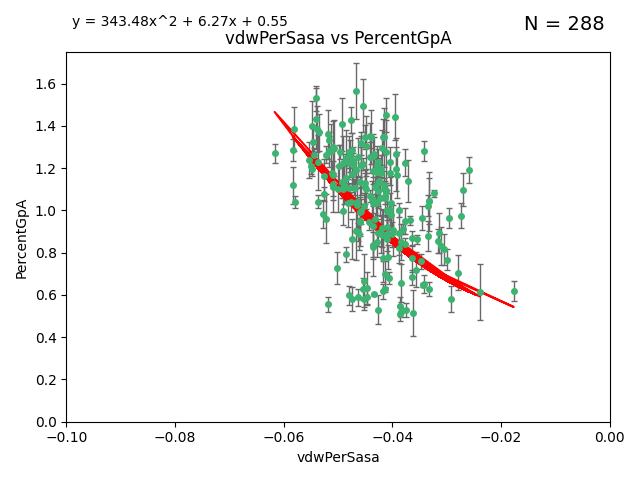 y = 343.48x^2 + 6.27x + 0.55
N = 288
vdwPerSasa vs PercentGpA
PercentGpA
1.6
1.4
1.2
1.0
0.8
0.6
0.4
0.2
0.0
−0.10 −0.08 −0.06 −0.04 −0.02 0.00
vdwPerSasa